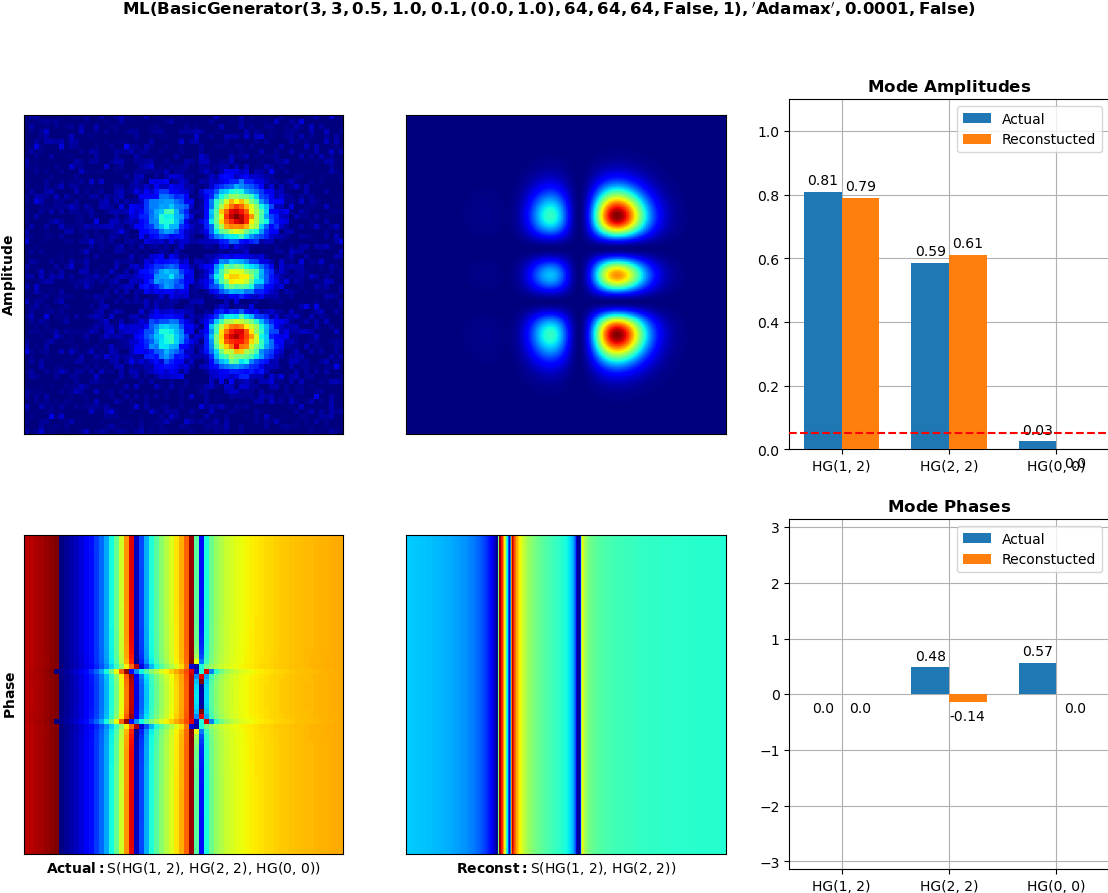 ML(BasicGenerator(3, 3, 0.5, 1.0, 0.1, (0.0, 1.0), 64, 64, 64, False, 1), 'Adamax', 0.0001, False)
Amplitude
Mode Amplitudes
Actual
Reconstucted
1.0
0.8
0.6
0.4
0.2
0.0
0.81
0.79
0.59
0.61
0.03
0.0
HG(1, 2)
HG(2, 2)
HG(0, 0)
Phase
Actual: S(HG(1, 2), HG(2, 2), HG(0, 0))
Reconst: S(HG(1, 2), HG(2, 2))
Mode Phases
Actual
Reconstucted
3
2
1
0
−1
−2
−3
0.0
0.0
0.48
-0.14
0.57
0.0
HG(1, 2)
HG(2, 2)
HG(0, 0)